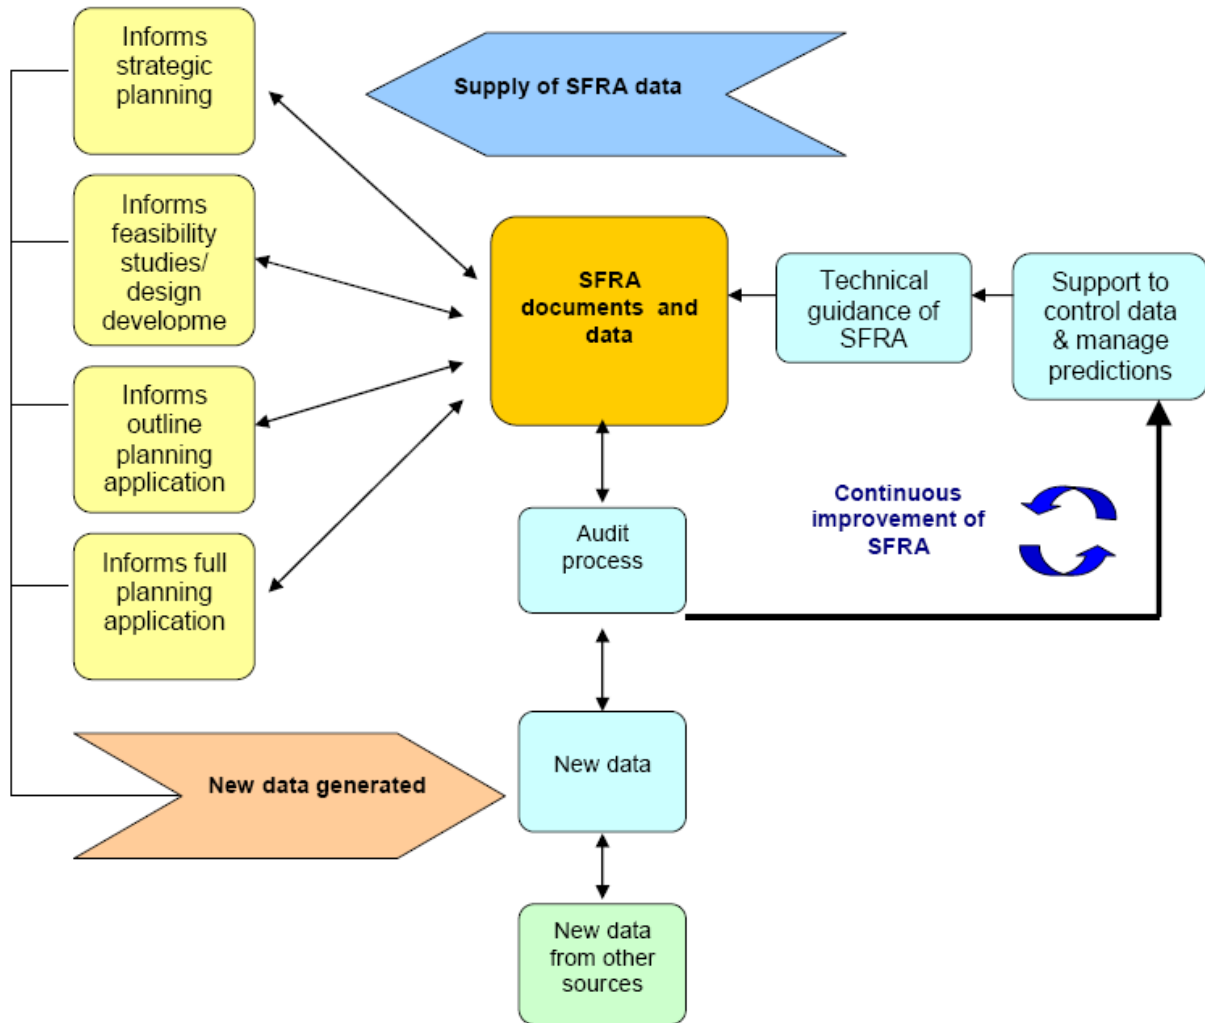 Informs
strategic
planning
Supply of SFRA data
Informs
feasibility
studies/
design
developme
SFRA
documents and
data
Technical
guidance of
SFRA
Support to
control data
& manage
predictions
Informs
outline
planning
application
Continuous
improvement of
SFRA
Audit
process
Informs full
planning
application
New data generated
New data
New data
from other
sources